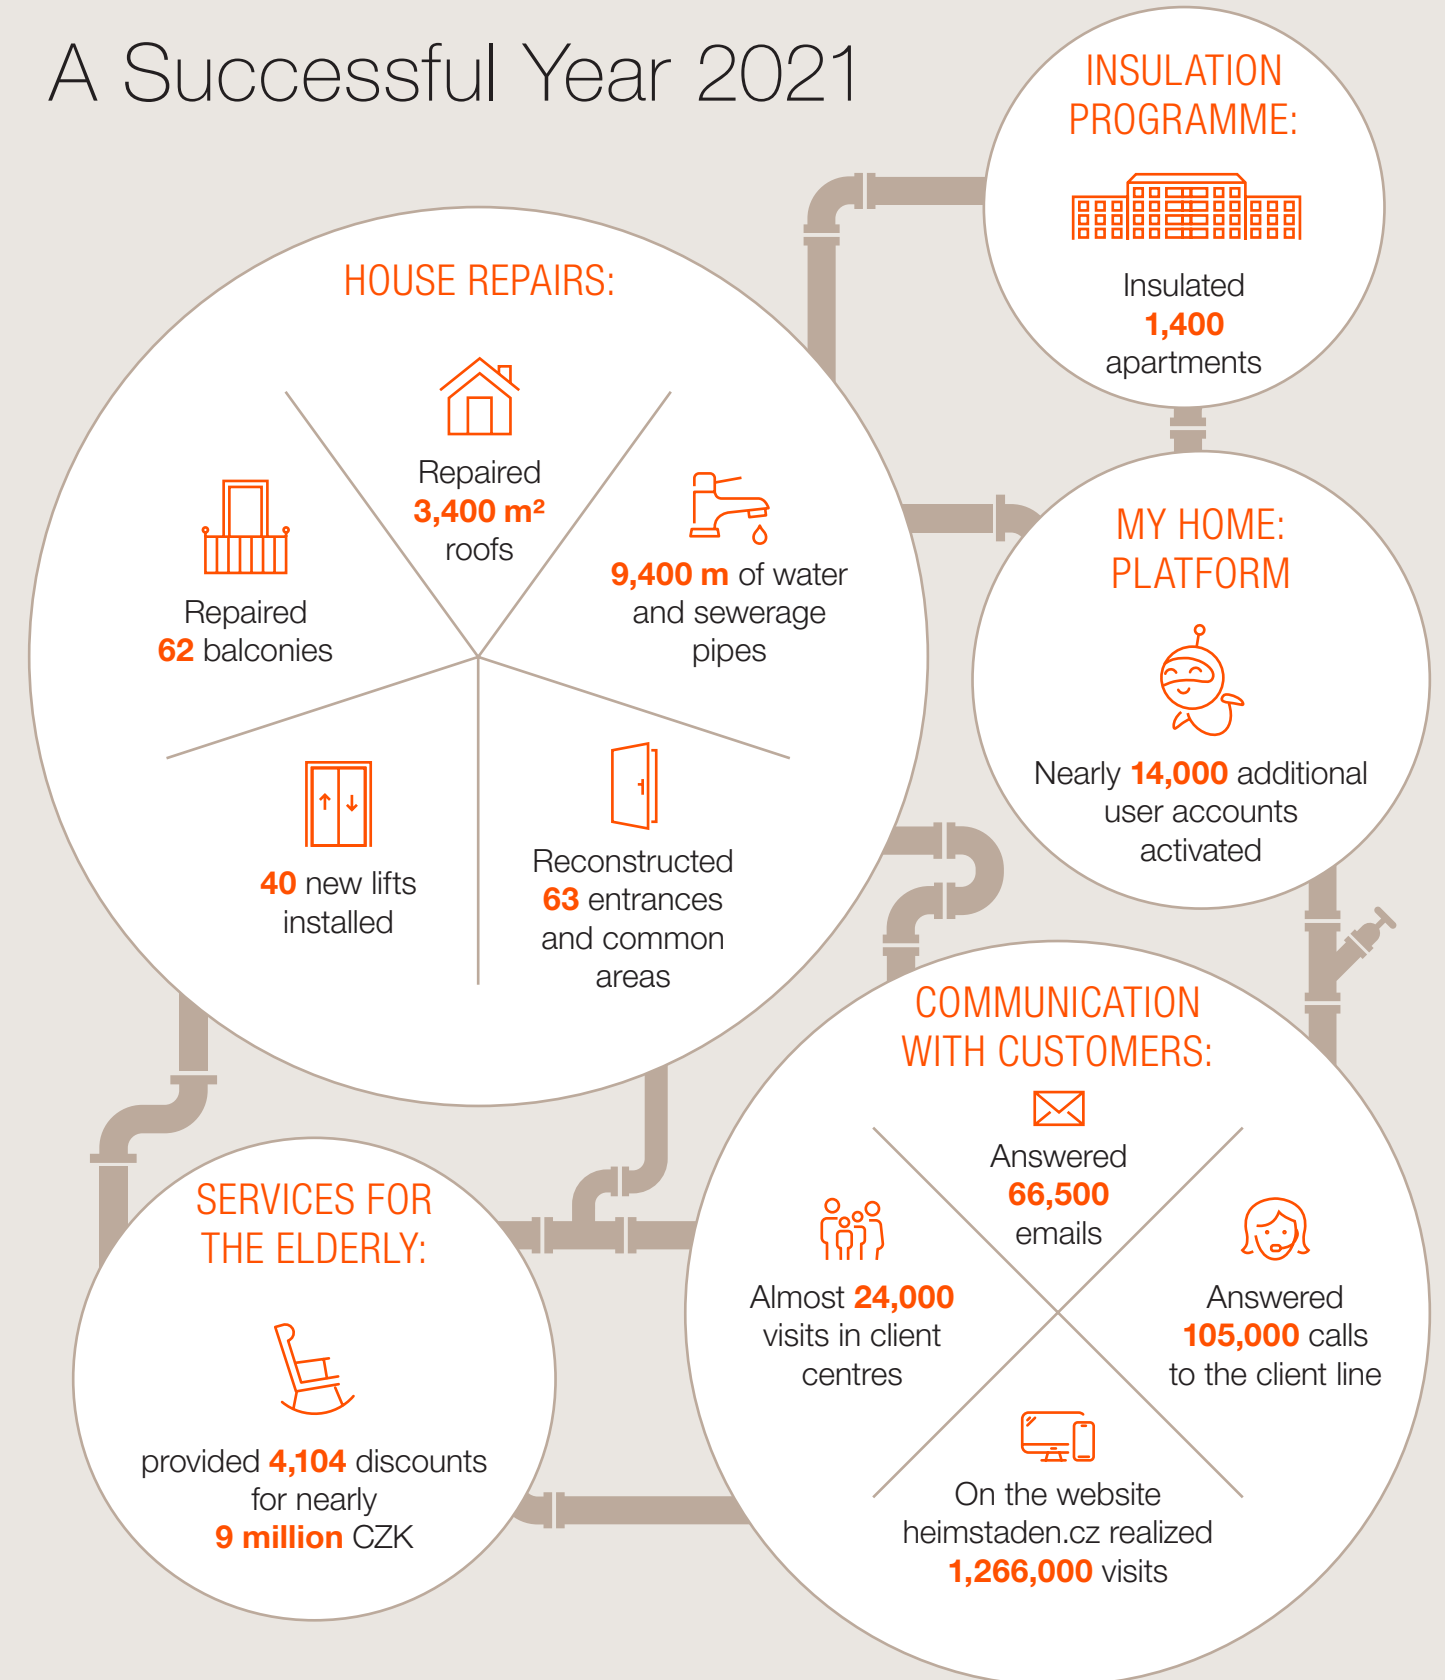 A Successful Year 2021
INSULATION
PROGRAMME:
Insulated
1,400
apartments
HOUSE REPAIRS:
Repaired
3,400 m²
roofs
9,400 m of water
and sewerage
pipes
Repaired
62 balconies
40 new lifts
installed
Reconstructed
63 entrances
and common
areas
MY HOME:
PLATFORM
Nearly 14,000 additional
user accounts
activated
COMMUNICATION
WITH CUSTOMERS:
Answered
66,500
emails
Almost 24,000
visits in client
centres
Answered
105,000 calls
to the client line
On the website
heimstaden.cz realized
1,266,000 visits
SERVICES FOR
THE ELDERLY:
provided 4,104 discounts
for nearly
9 million CZK